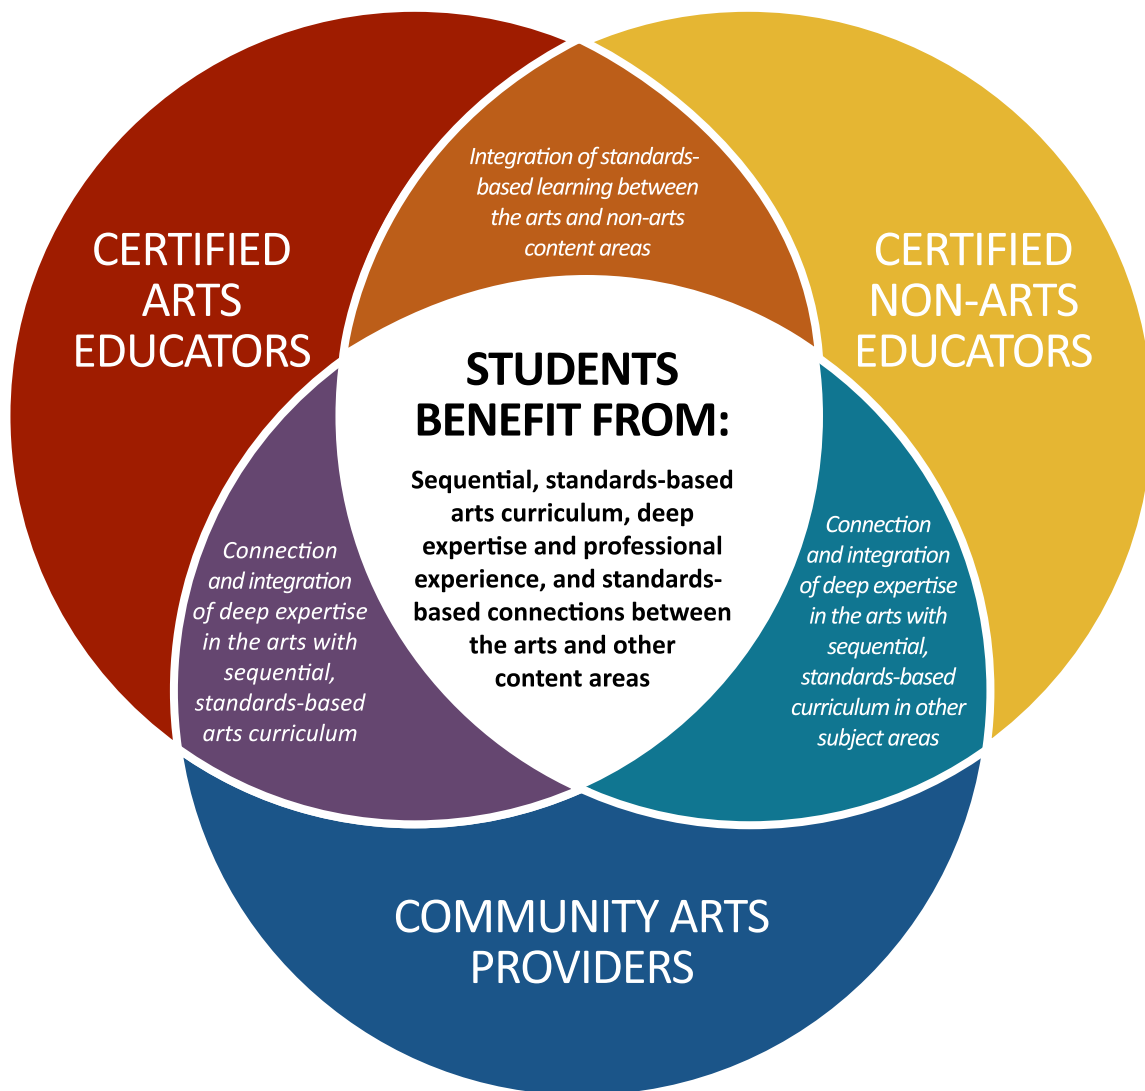 Integration of standards-
based learning between
the arts and non-arts
content areas
CERTIFIED
ARTS
EDUCATORS
CERTIFIED
NON-ARTS
EDUCATORS
STUDENTS
BENEFIT FROM:
Sequential, standards-based
arts curriculum, deep
expertise and professional
experience, and standards-
based connections between
the arts and other
content areas
Connection
and integration
of deep expertise
in the arts with
sequential,
standards-based
arts curriculum
Connection
and integration
of deep expertise
in the arts with
sequential,
standards-based
curriculum in other
subject areas
COMMUNITY ARTS
PROVIDERS